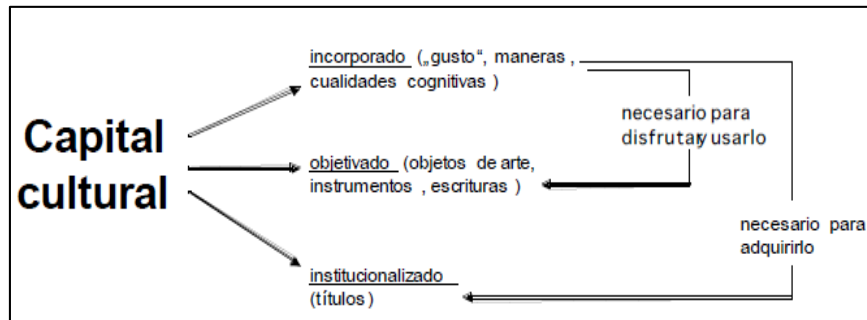 Capital
cultural
incorporado („gusto“, maneras ,
cualidades cognitivas )
necesario para
disfrutary usarlo
objetivado (objetos de arte,
instrumentos , escrituras )
necesario para
adquirirlo
institucionalizado
(títulos)